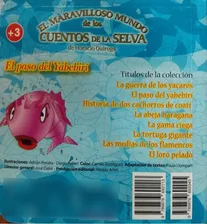 +3
EL MARAVILLOSO MUNDO
de los
CUENTOS DE LA SELVA
de Horacio Quiroga
El paso del Yabebirí
Títulos de la colección
La guerra de los yacarés
El paso del Yabebirí
Historia de dos cachorros de coatí
La abeja haragana
La gama ciega
La tortuga gigante
Las medias de los flamencos
El loro pelado